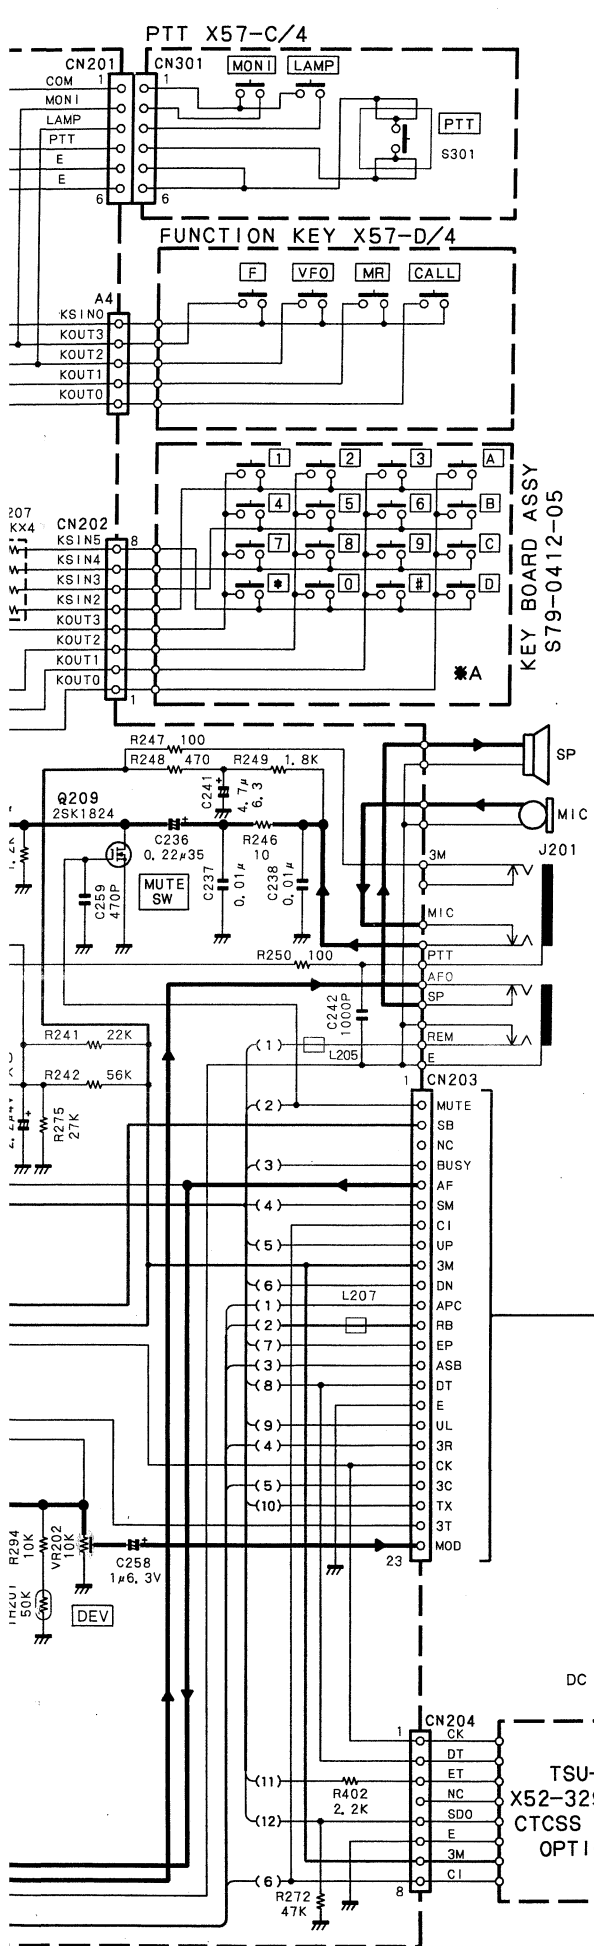 PTT X57-C/4
CN201 CN301
COM 1 1 MONI LAMP
MONI
LAMP
PTT PTT
E S301
E
6 6
FUNCTION KEY X57-D/4
F VFO MR CALL
A4
KSIN0
KOUT3
KOUT2
KOUT1
KOUT0
1 2 3 A
4 5 6 B
7 8 9 C
* 0 # D
KEY BOARD ASSY
S79-0412-05
※A
207
K×4
CN202
KSIN5 8
KSIN4
KSIN3
KSIN2
KOUT3
KOUT2
KOUT1
KOUT0 1
R247 100
R248 470 R249 1.8K
C241
4.7μ
6.3
SP
Q209
2SK1824
MIC
C236
0.22μ35
R246
10
J201
MUTE
SW
C259
470P
C237
0.01μ
C238
0.01μ
3M
MIC
PTT
R250 100
AFO
SP
C242
1000P
REM
E
R241 22K
(1) L205
R242 56K
R275
27K
1 CN203
(2) MUTE
SB
NC
(3) BUSY
AF
(4) SM
CI
(5) UP
3M
(6) DN
L207
(1) APC
(2) RB
(7) EP
(3) ASB
(8) DT
E
(9) UL
(4) 3R
CK
(5) 3C
(10) TX
3T
MOD
23
R294
10K
VR202
10K
C258
1μ6.3V
TH201
50K
DEV
DC
1 CN204
CK
DT
(11) ET
R402
2.2K
NC
(12) SDO
E
3M
(6) CI
8
R272
47K
TSU-
X52-329
CTCSS
OPTI